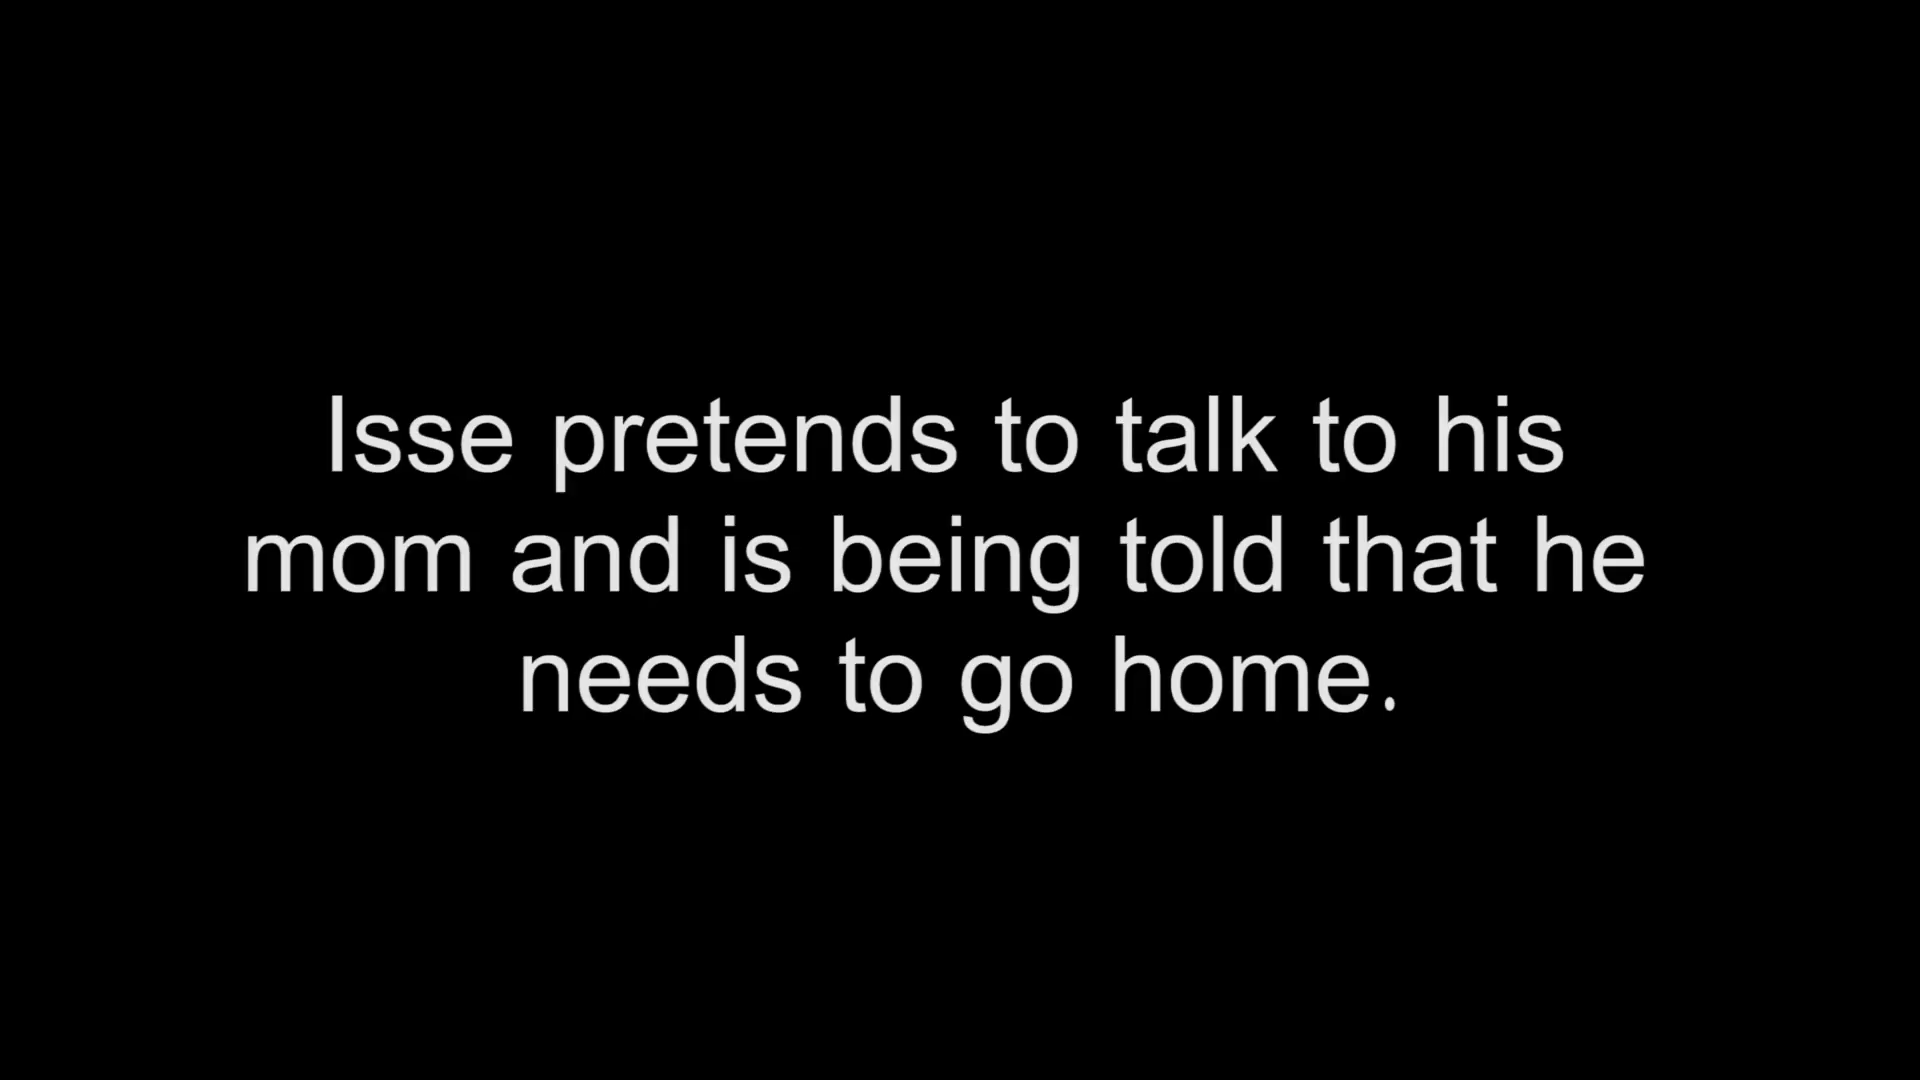 Isse pretends to talk to his
mom and is being told that he
needs to go home.